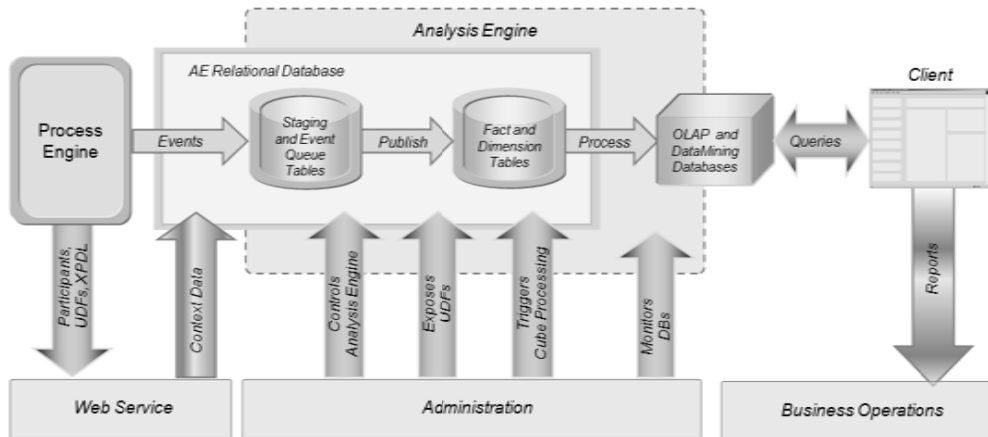 Analysis Engine
AE Relational Database
Client
Process
Engine
Events
Staging
and Event
Queue
Tables
Publish
Fact and
Dimension
Tables
Process
OLAP and
DataMining
Databases
Queries
Participants,
UDFs,XPDL
Context Data
Controls
Analysis Engine
Exposes
UDFs
Triggers
Cube Processing
Monitors
DBs
Reports
Web Service
Administration
Business Operations